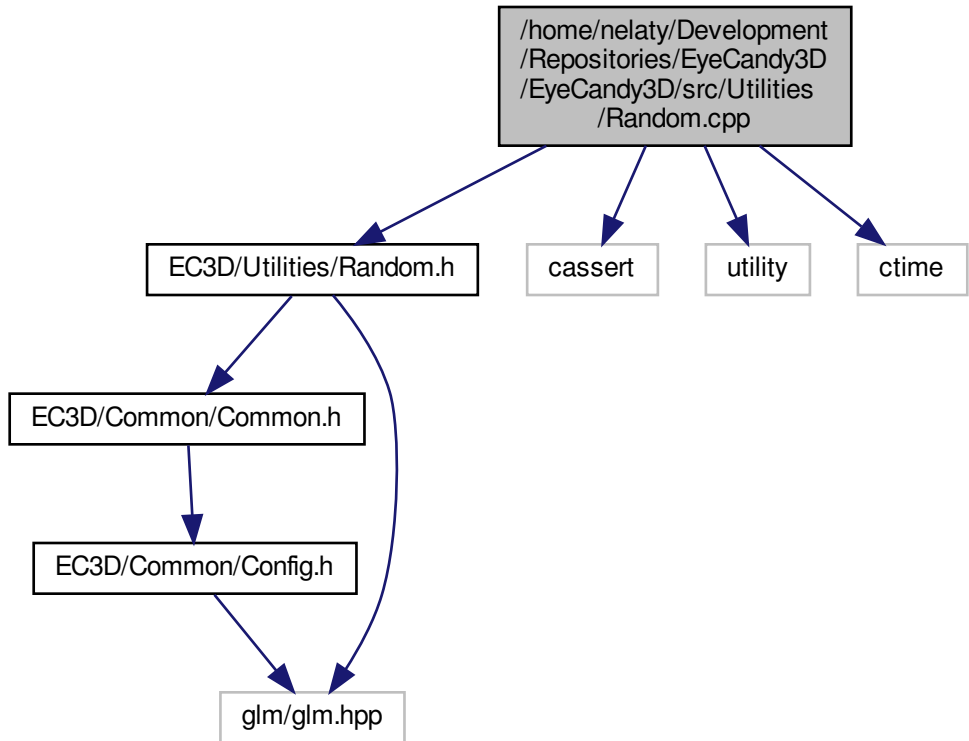 /home/nelaty/Development
/Repositories/EyeCandy3D
/EyeCandy3D/src/Utilities
/Random.cpp
EC3D/Utilities/Random.h
cassert
utility
ctime
EC3D/Common/Common.h
EC3D/Common/Config.h
glm/glm.hpp